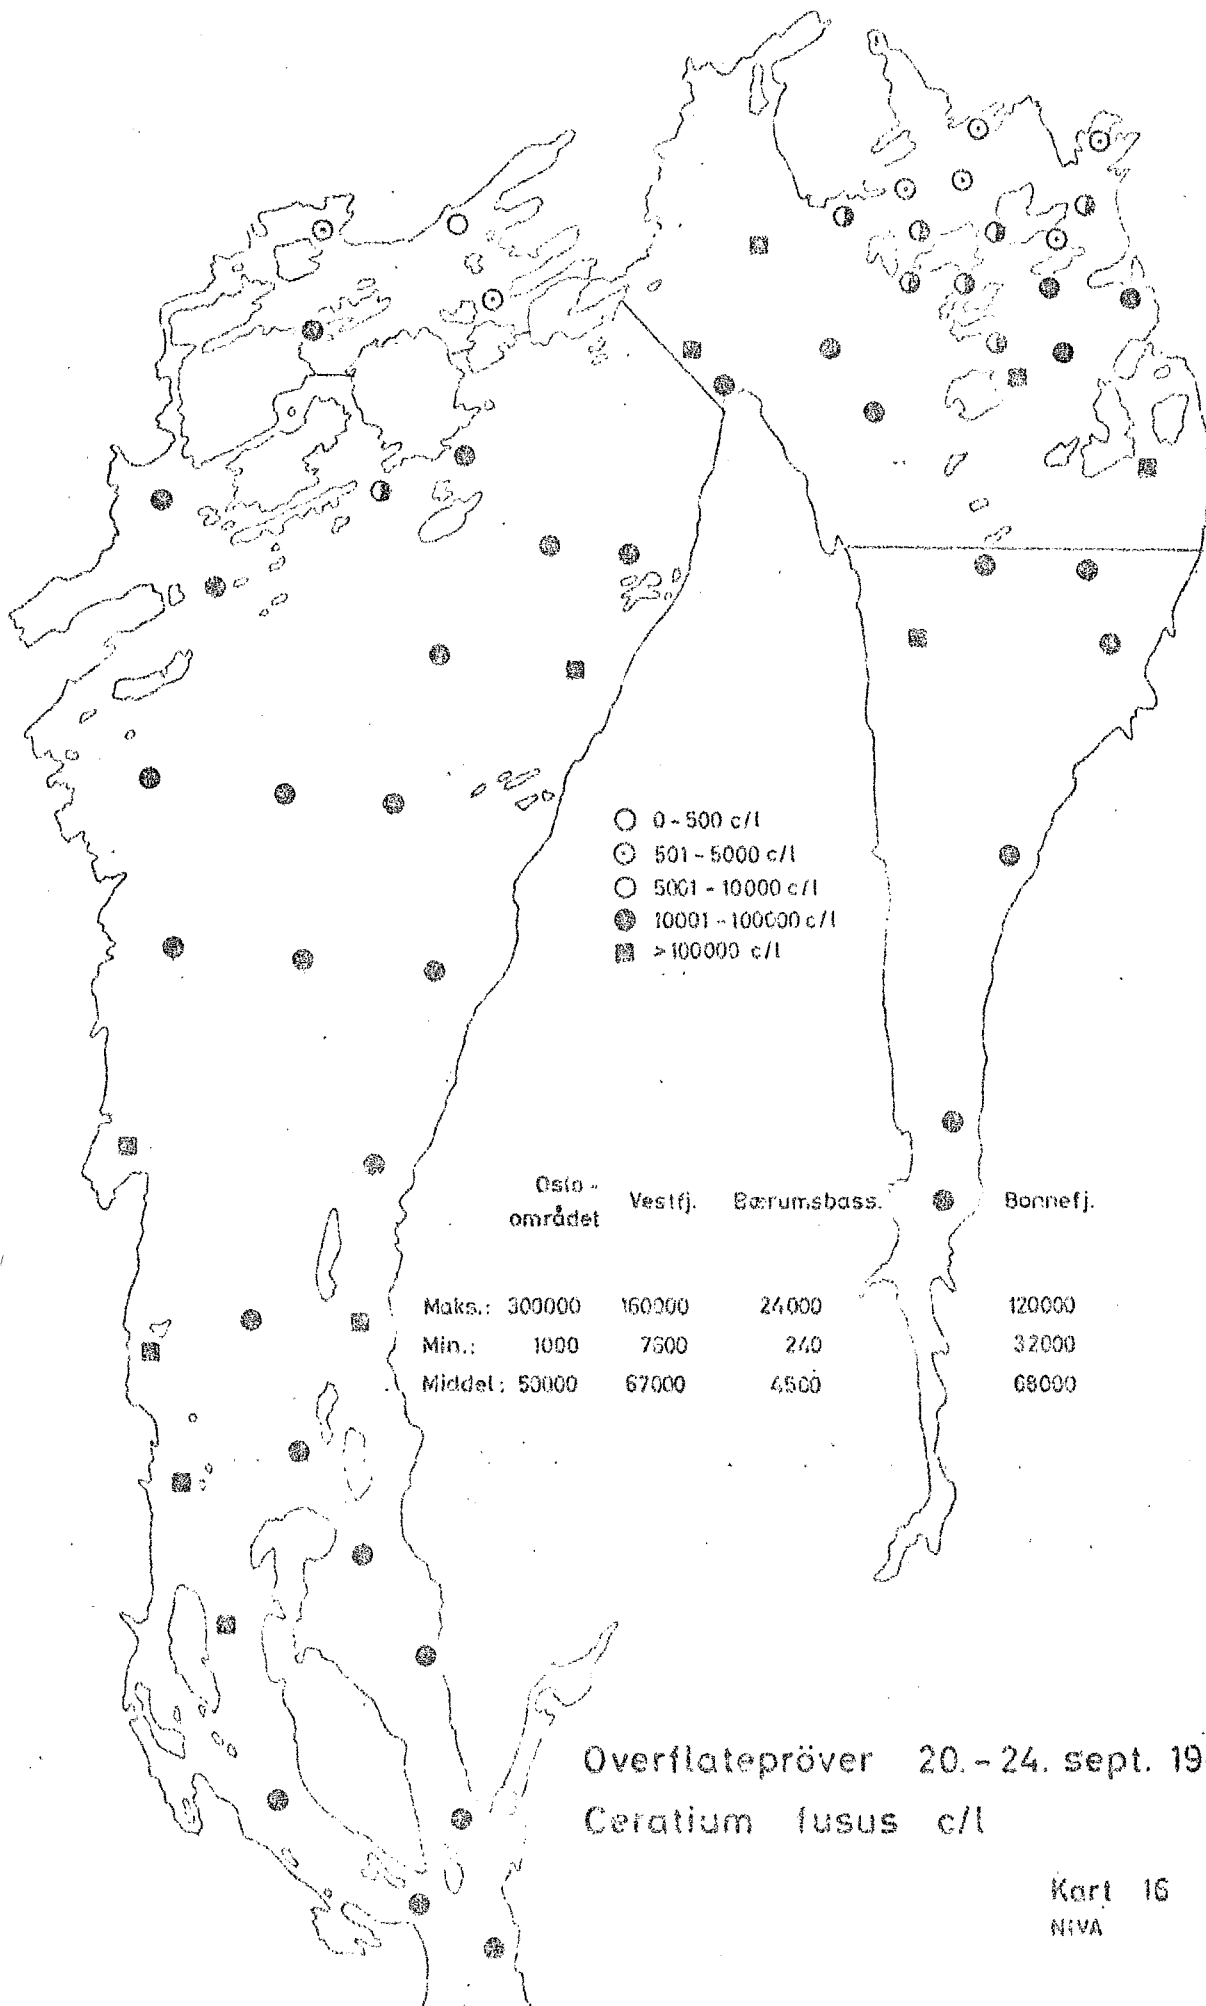 0-500 c/l
501-5000 c/l
5001-10000 c/l
10001-100000 c/l
>100000 c/l
Oslo-området Vestfj. Bærumsbass. Bonnefj.
Maks.: 300000 160000 24000 120000
Min.: 1000 7600 240 32000
Middel: 50000 67000 4500 68000
Overflatepröver 20.-24. sept. 19
Ceratium fusus c/l
Kart 16
NIVA